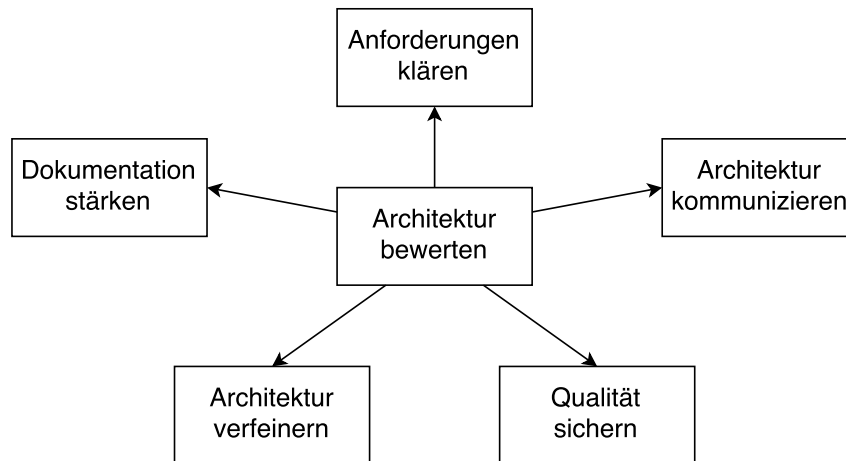 Anforderungen
klären
Dokumentation
stärken
Architektur
kommunizieren
Architektur
bewerten
Architektur
verfeinern
Qualität
sichern